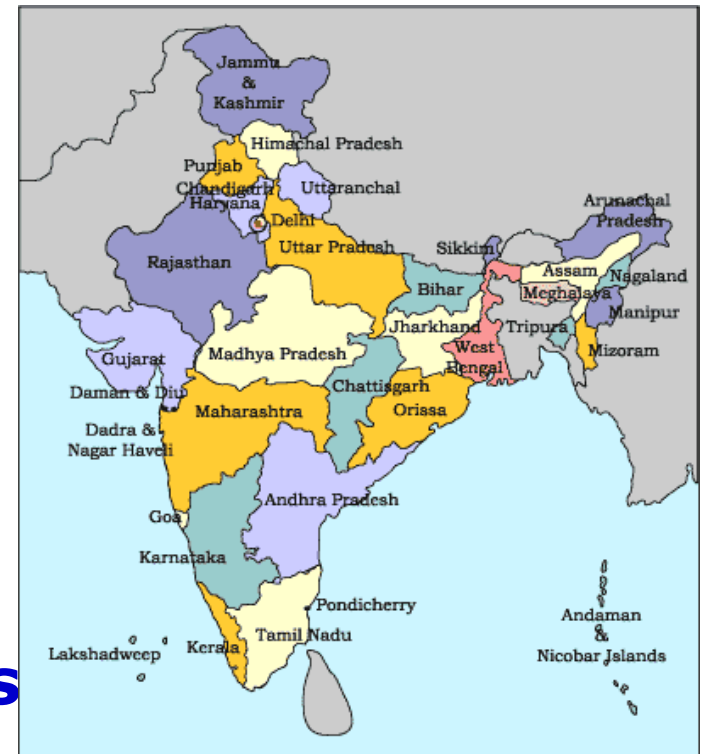 Jammu
&
Kashmir
Himachal Pradesh
Punjab
Chandigarh
Uttaranchal
Haryana
Delhi
Arunachal
Pradesh
Uttar Pradesh
Sikkim
Rajasthan
Assam
Nagaland
Bihar
Meghalaya
Manipur
Jharkhand
Tripura
West
Bengal
Mizoram
Gujarat
Madhya Pradesh
Chattisgarh
Daman & Diu
Maharashtra
Orissa
Dadra &
Nagar Haveli
Andhra Pradesh
Goa
Karnataka
Pondicherry
Andaman
&
Nicobar Islands
Tamil Nadu
Kerala
Lakshadweep
s